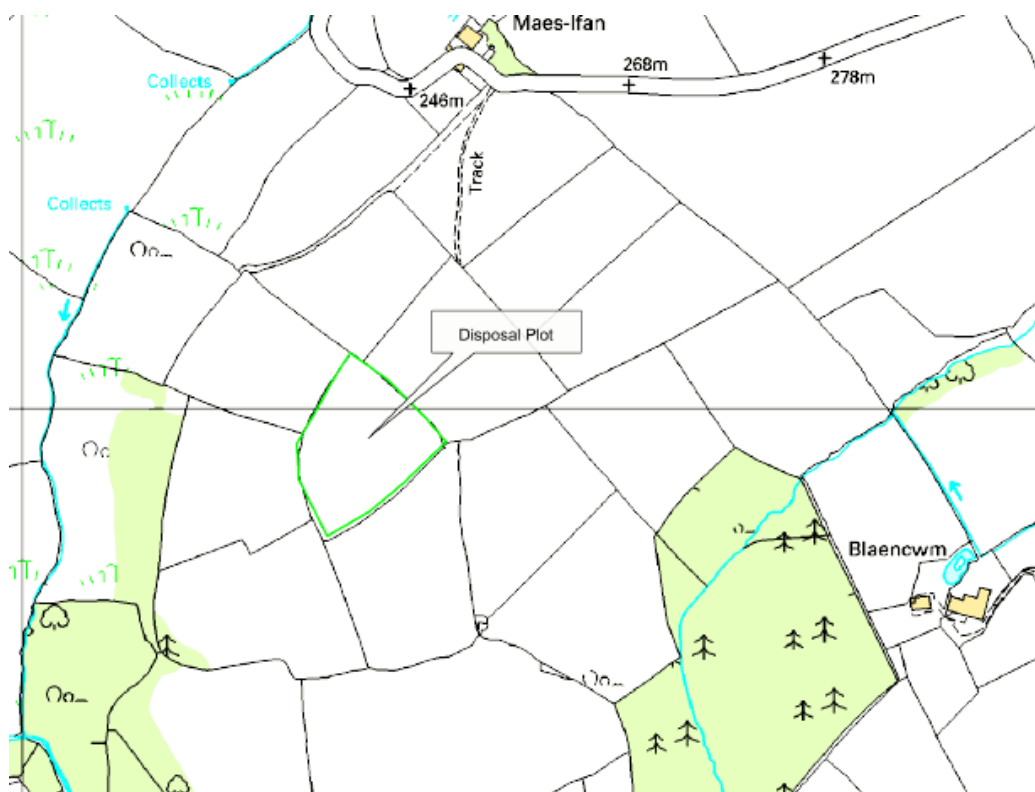 Maes-Ifan
Collects
246m
268m
278m
Collects
Track
Disposal Plot
Blaencwm